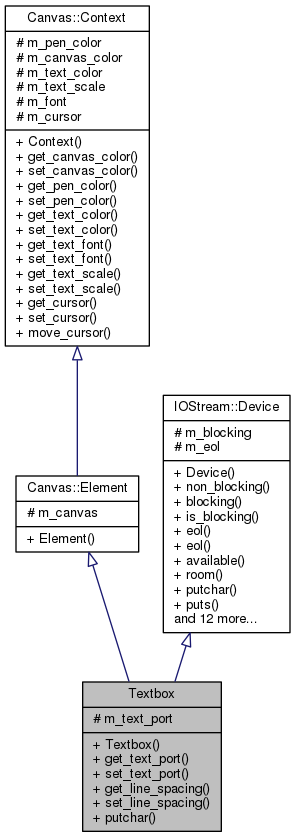 Canvas::Context
# m_pen_color
# m_canvas_color
# m_text_color
# m_text_scale
# m_font
# m_cursor
+ Context()
+ get_canvas_color()
+ set_canvas_color()
+ get_pen_color()
+ set_pen_color()
+ get_text_color()
+ set_text_color()
+ get_text_font()
+ set_text_font()
+ get_text_scale()
+ set_text_scale()
+ get_cursor()
+ set_cursor()
+ move_cursor()
IOStream::Device
# m_blocking
# m_eol
+ Device()
+ non_blocking()
+ blocking()
+ is_blocking()
+ eol()
+ eol()
+ available()
+ room()
+ putchar()
+ puts()
and 12 more...
Canvas::Element
# m_canvas
+ Element()
Textbox
# m_text_port
+ Textbox()
+ get_text_port()
+ set_text_port()
+ get_line_spacing()
+ set_line_spacing()
+ putchar()